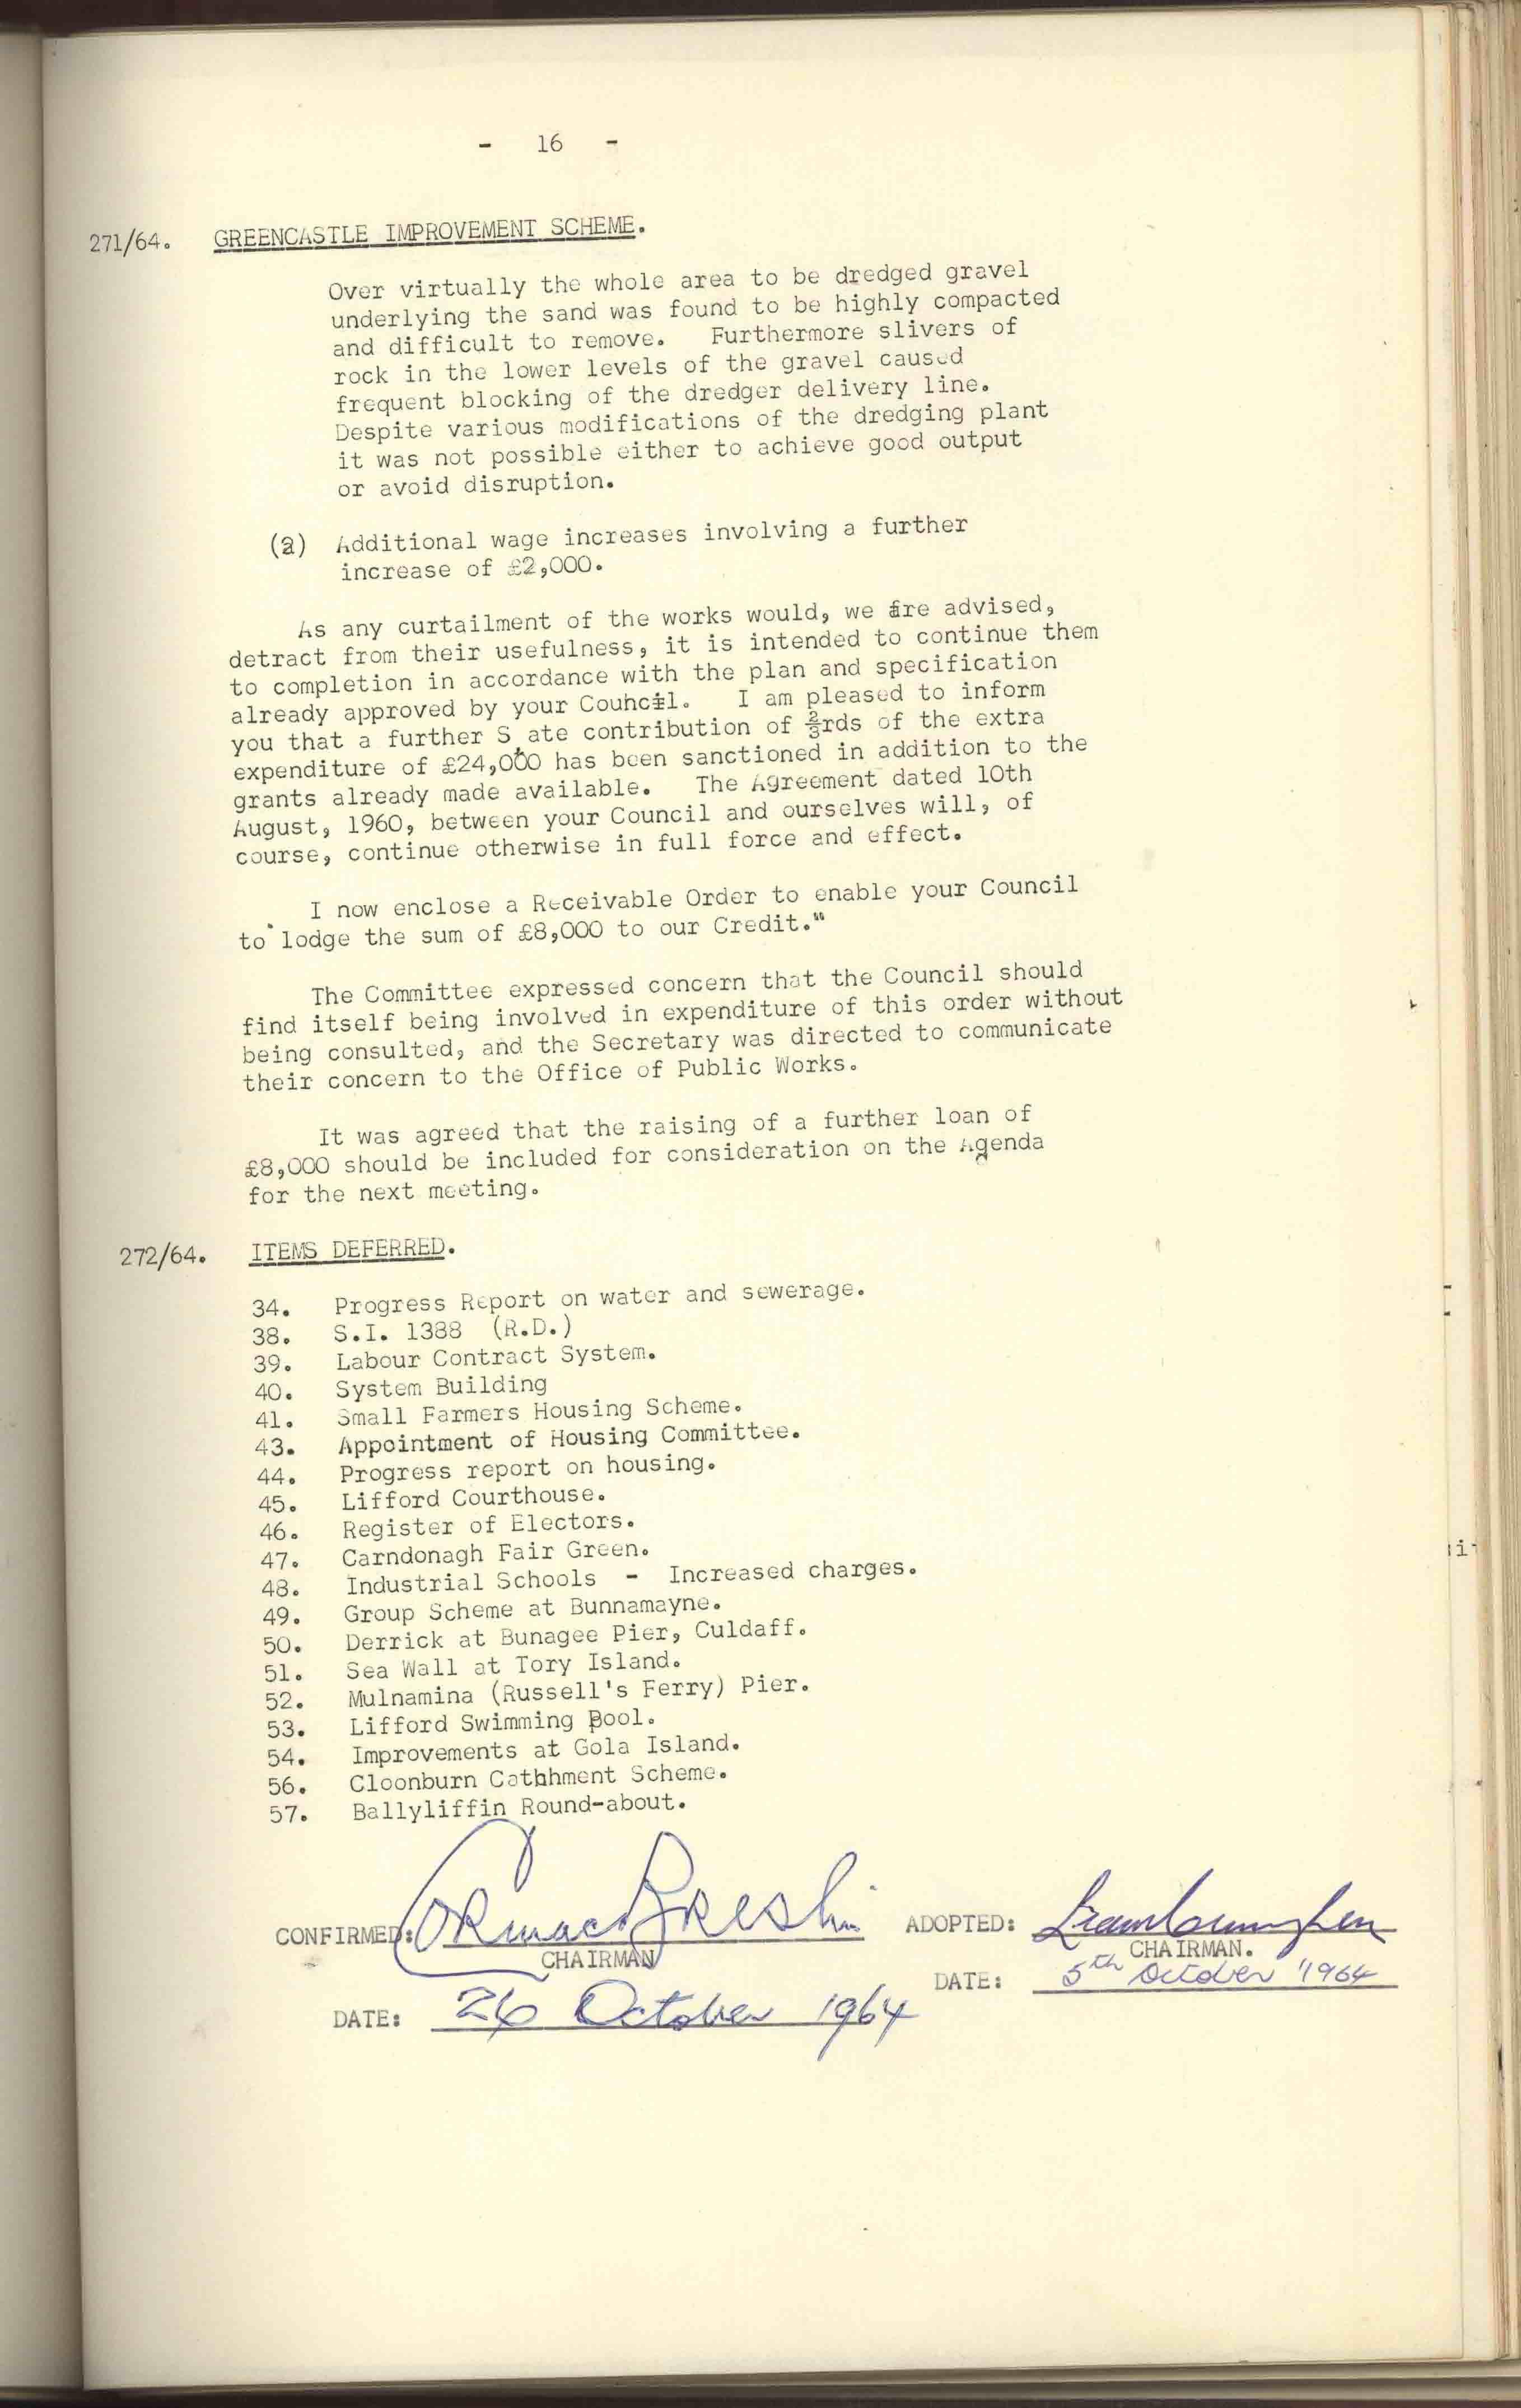 - 16 -
271/64. GREENCASTLE IMPROVEMENT SCHEME.
Over virtually the whole area to be dredged gravel
underlying the sand was found to be highly compacted
and difficult to remove. Furthermore slivers of
rock in the lower levels of the gravel caused
frequent blocking of the dredger delivery line.
Despite various modifications of the dredging plant
it was not possible either to achieve good output
or avoid disruption.
(a) Additional wage increases involving a further
increase of £2,000.
As any curtailment of the works would, we are advised,
detract from their usefulness, it is intended to continue them
to completion in accordance with the plan and specification
already approved by your Couhcil. I am pleased to inform
you that a further State contribution of ⅔rds of the extra
expenditure of £24,000 has been sanctioned in addition to the
grants already made available. The Agreement dated 10th
August, 1960, between your Council and ourselves will, of
course, continue otherwise in full force and effect.
I now enclose a Receivable Order to enable your Council
to lodge the sum of £8,000 to our Credit."
The Committee expressed concern that the Council should
find itself being involved in expenditure of this order without
being consulted, and the Secretary was directed to communicate
their concern to the Office of Public Works.
It was agreed that the raising of a further loan of
£8,000 should be included for consideration on the Agenda
for the next meeting.
272/64. ITEMS DEFERRED.
34. Progress Report on water and sewerage.
38. S.I. 1388 (R.D.)
39. Labour Contract System.
40. System Building
41. Small Farmers Housing Scheme.
43. Appointment of Housing Committee.
44. Progress report on housing.
45. Lifford Courthouse.
46. Register of Electors.
47. Carndonagh Fair Green.
48. Industrial Schools - Increased charges.
49. Group Scheme at Bunnamayne.
50. Derrick at Bunagee Pier, Culdaff.
51. Sea Wall at Tory Island.
52. Mulnamina (Russell's Ferry) Pier.
53. Lifford Swimming Pool.
54. Improvements at Gola Island.
56. Cloonburn Cathhment Scheme.
57. Ballyliffin Round-about.
CONFIRMED: Cormac Breslin ADOPTED: Liam Cunningham
CHAIRMAN CHAIRMAN.
DATE: 5th October 1964
DATE: 26 October 1964